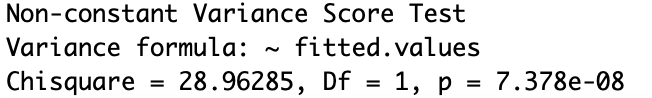 Non-constant Variance Score Test
Variance formula: ~ fitted.values
Chisquare = 28.96285, Df = 1, p = 7.378e-08